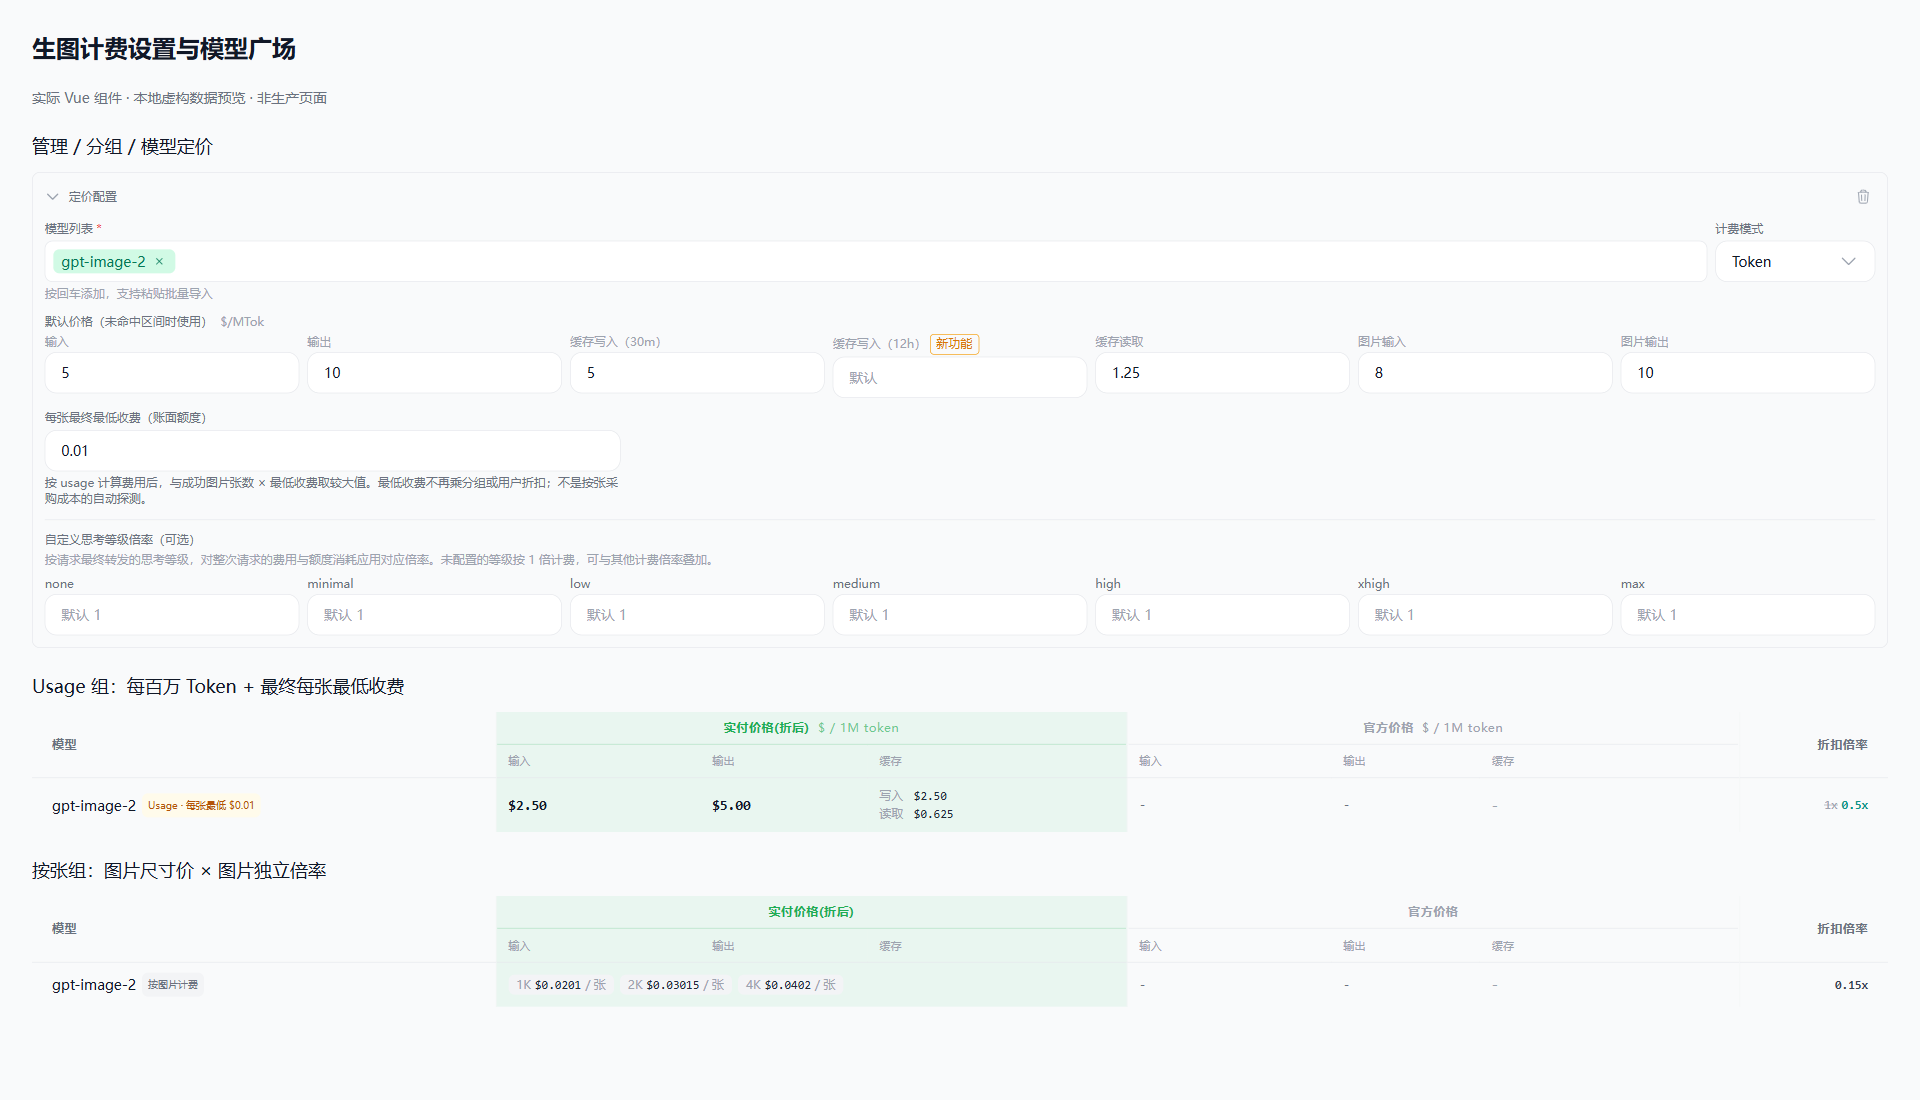 生图计费设置与模型广场
实际 Vue 组件 · 本地虚构数据预览 · 非生产页面
管理 / 分组 / 模型定价
定价配置
模型列表 *
计费模式
gpt-image-2 ×
Token
按回车添加，支持粘贴批量导入
默认价格（未命中区间时使用） $/MTok
输入 输出 缓存写入（30m） 缓存写入（12h） 新功能 缓存读取 图片输入 图片输出
5 10 5 默认 1.25 8 10
每张最终最低收费（账面额度）
0.01
按 usage 计算费用后，与成功图片张数 × 最低收费取较大值。最低收费不再乘分组或用户折扣；不是按张采
购成本的自动探测。
自定义思考等级倍率（可选）
按请求最终转发的思考等级，对整次请求的费用与额度消耗应用对应倍率。未配置的等级按 1 倍计费，可与其他计费倍率叠加。
none minimal low medium high xhigh max
默认 1 默认 1 默认 1 默认 1 默认 1 默认 1 默认 1
Usage 组：每百万 Token + 最终每张最低收费
模型 实付价格(折后) $ / 1M token 官方价格 $ / 1M token 折扣倍率
输入 输出 缓存 输入 输出 缓存
gpt-image-2 Usage · 每张最低 $0.01 $2.50 $5.00 写入 $2.50 - - - 1x 0.5x
读取 $0.625
按张组：图片尺寸价 × 图片独立倍率
模型 实付价格(折后) 官方价格 折扣倍率
输入 输出 缓存 输入 输出 缓存
gpt-image-2 按图片计费 1K $0.0201 / 张 2K $0.03015 / 张 4K $0.0402 / 张 - - - 0.15x